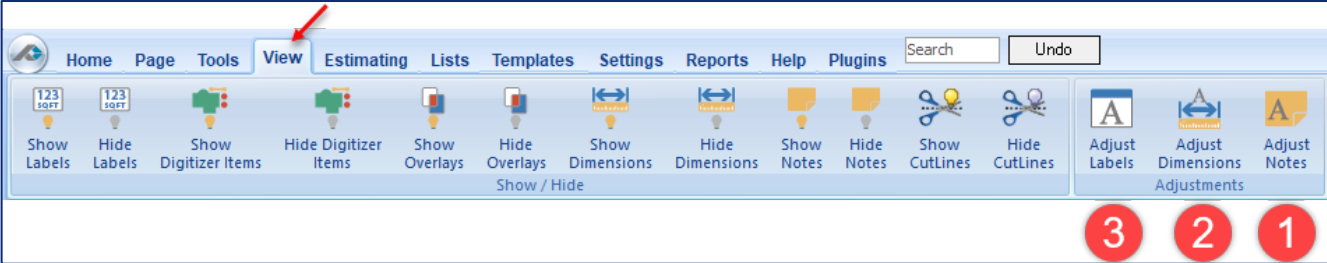 Home Page Tools View Estimating Lists Templates Settings Reports Help Plugins Search Undo
123 SQFT
Show Labels
123 SQFT
Hide Labels
Show Digitizer Items
Hide Digitizer Items
Show Overlays
Hide Overlays
Show Dimensions
Hide Dimensions
Show Notes
Hide Notes
Show CutLines
Hide CutLines
Show / Hide
A
Adjust Labels
Adjust Dimensions
A
Adjust Notes
Adjustments
3 2 1